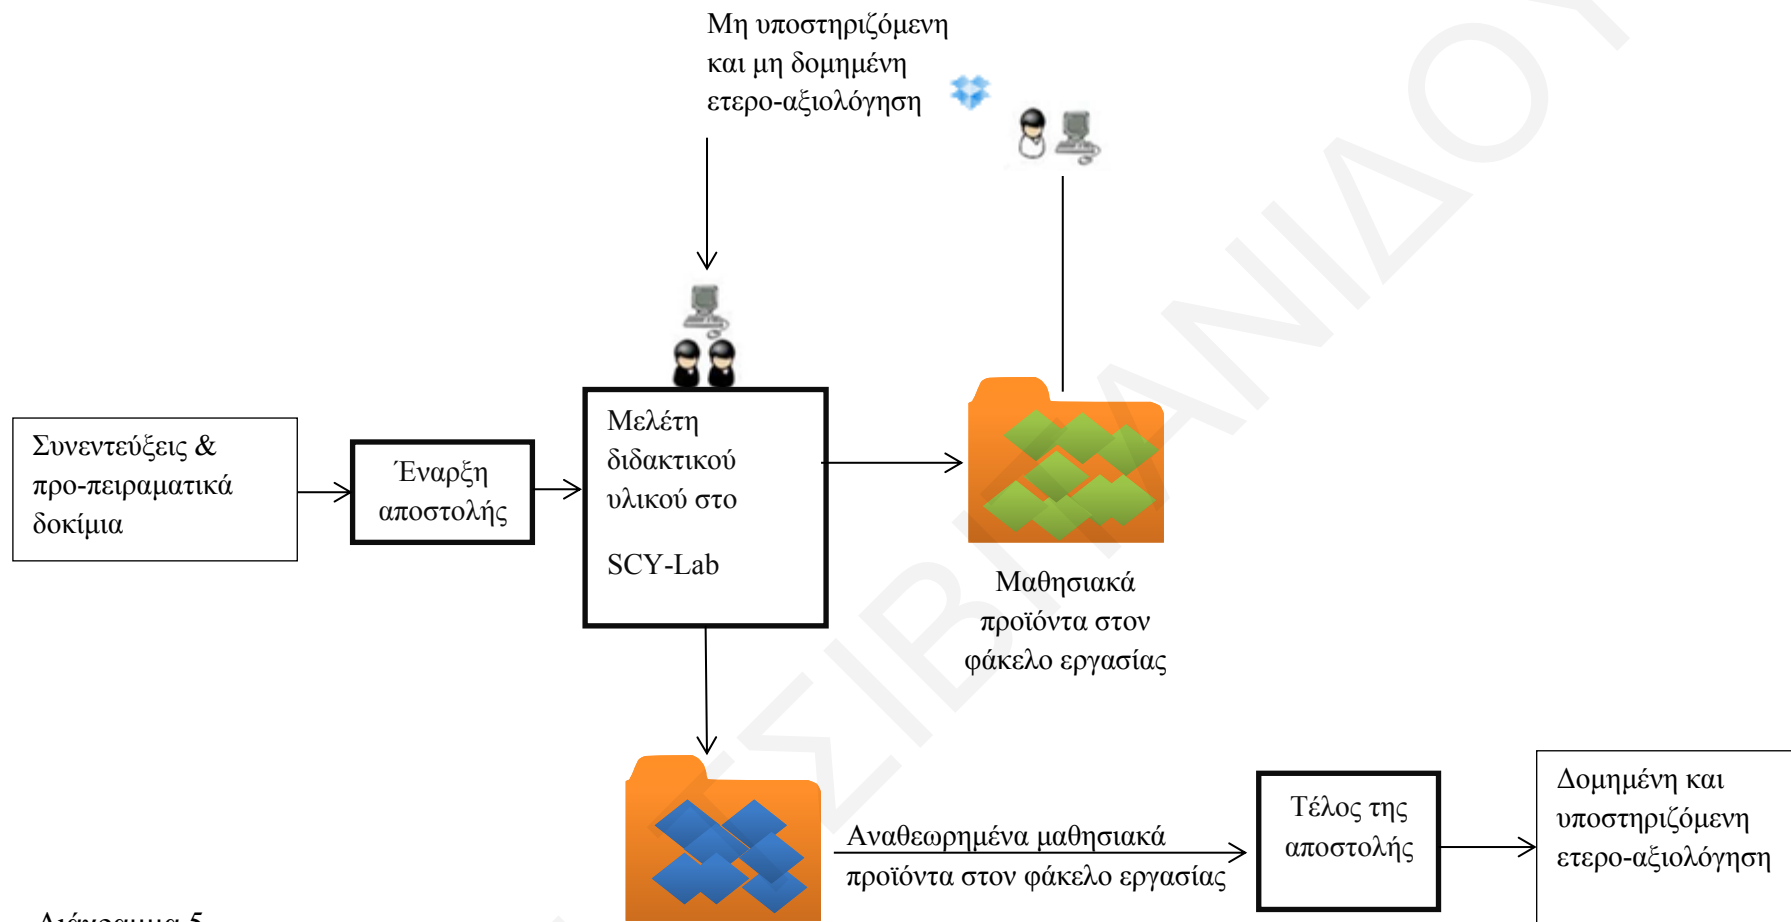 Μη υποστηριζόμενη
και μη δομημένη
ετερο-αξιολόγηση
Συνεντεύξεις &
προ-πειραματικά
δοκίμια
Έναρξη
αποστολής
Μελέτη
διδακτικού
υλικού στο
SCY-Lab
Μαθησιακά
προϊόντα στον
φάκελο εργασίας
Αναθεωρημένα μαθησιακά
προϊόντα στον φάκελο εργασίας
Τέλος της
αποστολής
Δομημένη και
υποστηριζόμενη
ετερο-αξιολόγηση
Διάγραμμα 5